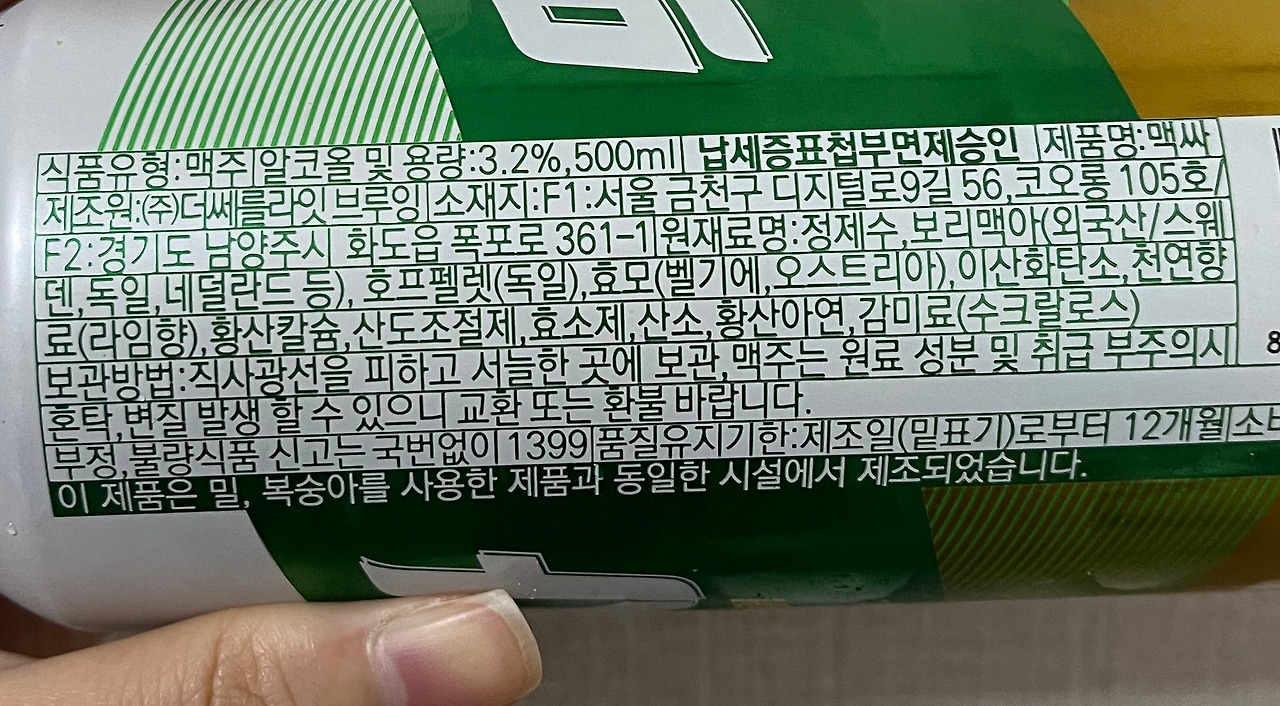 식품유형:맥주 알코올 및 용량:3.2%,500ml 납세증표첩부면제승인 제품명:맥싸
제조원:㈜더쎄를라잇브루잉 소재지:F1:서울 금천구 디지털로9길 56,코오롱 105호/
F2:경기도 남양주시 화도읍 폭포로 361-1 원재료명:정제수,보리맥아(외국산/스웨
덴,독일,네덜란드 등), 호프펠렛(독일),효모(벨기에,오스트리아),이산화탄소,천연향
료(라임향),황산칼슘,산도조절제,효소제,산소,황산아연,감미료(수크랄로스)
보관방법:직사광선을 피하고 서늘한 곳에 보관,맥주는 원료 성분 및 취급 부주의시
혼탁,변질 발생 할 수 있으니 교환 또는 환불 바랍니다.
부정,불량식품 신고는 국번없이 1399 품질유지기한:제조일(밑표기)로부터 12개월
이 제품은 밀, 복숭아를 사용한 제품과 동일한 시설에서 제조되었습니다.